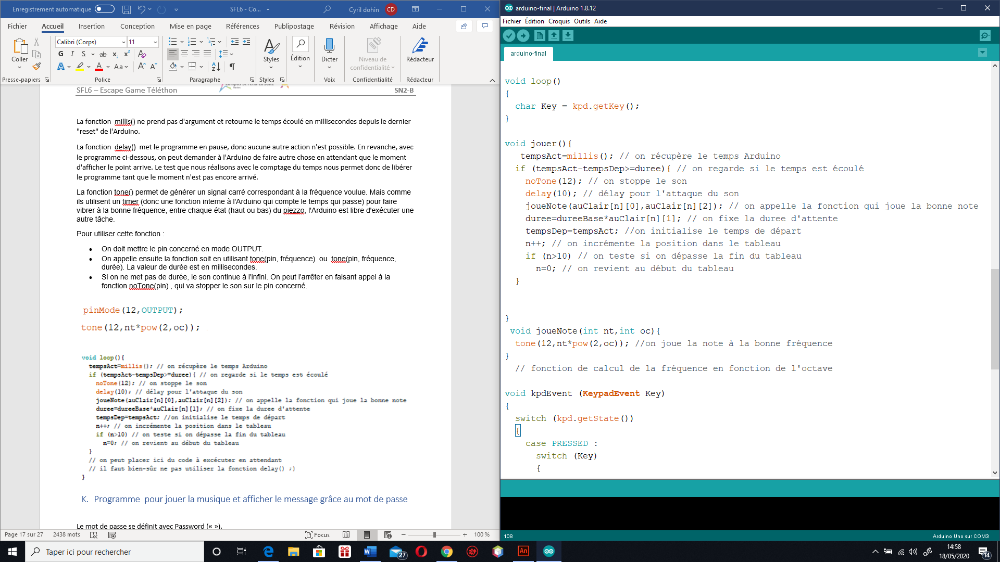 Enregistrement automatique
SFL6 - Co...
Cyril dohin
CD
Fichier Accueil Insertion Conception Mise en page Références Publipostage Révision Affichage Aide
Calibri (Corps) 11
G I S ab x₂ x²
A A A Aa A A
Coller
Styles
Édition
Dicter
Niveau de confidentialité
Rédacteur
Presse-papiers Police Paragraphe Styles Voix Confidentialité Rédacteur
SFL6 – Escape Game Téléthon SN2-B
La fonction millis() ne prend pas d'argument et retourne le temps écoulé en millisecondes depuis le dernier
"reset" de l'Arduino.
La fonction delay() met le programme en pause, donc aucune autre action n'est possible. En revanche, avec
le programme ci-dessous, on peut demander à l'Arduino de faire autre chose en attendant que le moment
d'afficher le point arrive. Le test que nous réalisons avec le comptage du temps nous permet donc de libérer
le programme tant que le moment n'est pas encore arrivé.
La fonction tone() permet de générer un signal carré correspondant à la fréquence voulue. Mais comme
ils utilisent un timer (donc une fonction interne à l'Arduino qui compte le temps qui passe) pour faire
vibrer à la bonne fréquence, entre chaque état (haut ou bas) du piezzo, l'Arduino est libre d'exécuter une
autre tâche.
Pour utiliser cette fonction :
• On doit mettre le pin concerné en mode OUTPUT.
• On appelle ensuite la fonction soit en utilisant tone(pin, fréquence) ou tone(pin, fréquence,
durée). La valeur de durée est en millisecondes.
• Si on ne met pas de durée, le son continue à l'infini. On peut l'arrêter en faisant appel à la
fonction noTone(pin) , qui va stopper le son sur le pin concerné.
pinMode(12,OUTPUT);
tone(12,nt*pow(2,oc));
void loop(){
tempsAct=millis(); // on récupère le temps Arduino
if (tempsAct-tempsDep>=duree){ // on regarde si le temps est écoulé
noTone(12); // on stoppe le son
delay(10); // délay pour l'attaque du son
joueNote(auClair[n][0],auClair[n][2]); // on appelle la fonction qui joue la bonne note
duree=dureeBase*auClair[n][1]; // on fixe la duree d'attente
tempsDep=tempsAct; //on initialise le temps de départ
n++; // on incrémente la position dans le tableau
if (n>10) // on teste si on dépasse la fin du tableau
n=0; // on revient au début du tableau
}
// on peut placer ici du code à excécuter en attendant
// il faut bien-sûr ne pas utiliser la fonction delay() ;)
}
K. Programme pour jouer la musique et afficher le message grâce au mot de passe
Le mot de passe se définit avec Password (« »).
Page 17 sur 27 2438 mots Focus 100 %
arduino-final | Arduino 1.8.12
Fichier Édition Croquis Outils Aide
arduino-final
void loop()
{
char Key = kpd.getKey();
}
void jouer(){
tempsAct=millis(); // on récupère le temps Arduino
if (tempsAct-tempsDep>=duree){ // on regarde si le temps est écoulé
noTone(12); // on stoppe le son
delay(10); // délay pour l'attaque du son
joueNote(auClair[n][0],auClair[n][2]); // on appelle la fonction qui joue la bonne note
duree=dureeBase*auClair[n][1]; // on fixe la duree d'attente
tempsDep=tempsAct; //on initialise le temps de départ
n++; // on incrémente la position dans le tableau
if (n>10) // on teste si on dépasse la fin du tableau
n=0; // on revient au début du tableau
}
}
void joueNote(int nt,int oc){
tone(12,nt*pow(2,oc)); //on joue la note à la bonne fréquence
}
// fonction de calcul de la fréquence en fonction de l'octave
void kpdEvent (KeypadEvent Key)
{
switch (kpd.getState())
{
case PRESSED :
switch (Key)
{
108 Arduino Uno sur COM3
Taper ici pour rechercher
27
An
14:58
18/05/2020
14